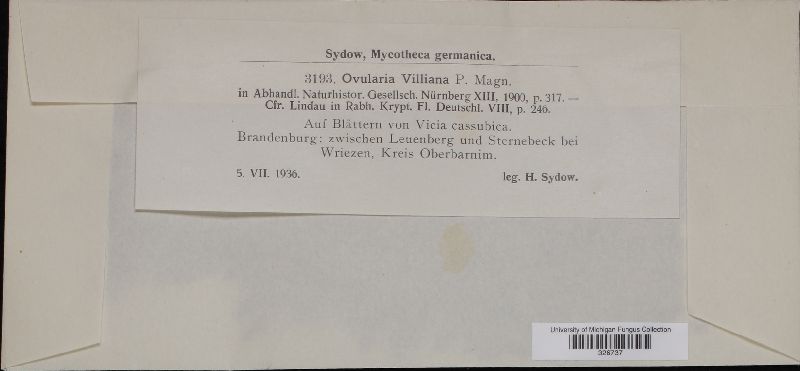 Sydow, Mycotheca germanica.
3193. Ovularia Villiana P. Magn.
in Abhandl. Naturhistor. Gesellsch. Nürnberg XIII, 1900, p. 317. —
Cfr. Lindau in Rabh. Krypt. Fl. Deutschl. VIII, p. 246.
Auf Blättern von Vicia cassubica.
Brandenburg: zwischen Leuenberg und Sternebeck bei
Wriezen, Kreis Oberbarnim.
5. VII. 1936. leg. H. Sydow.
University of Michigan Fungus Collection
326737